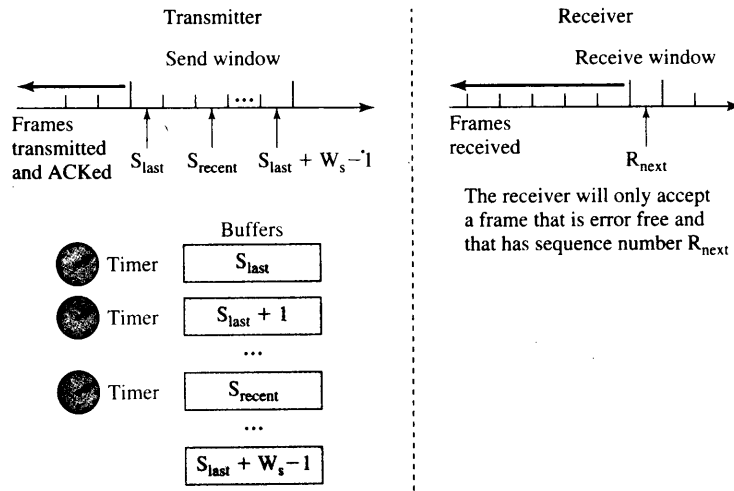 Transmitter
Send window
...
Frames
transmitted
and ACKed
S_last
S_recent
S_last + W_s − 1
Buffers
Timer
S_last
Timer
S_last + 1
...
Timer
S_recent
...
S_last + W_s − 1
Receiver
Receive window
Frames
received
R_next
The receiver will only accept
a frame that is error free and
that has sequence number R_next